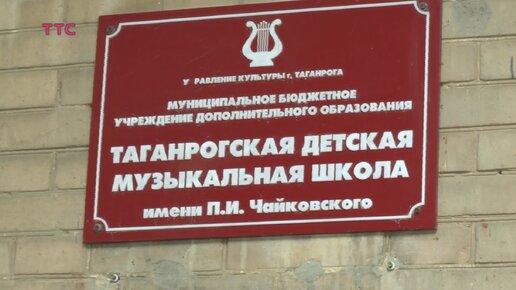 ТТС
У РАВЛЕНИЕ КУЛЬТУРЫ г. ТАГАНРОГА
МУНИЦИПАЛЬНОЕ БЮДЖЕТНОЕ
УЧРЕЖДЕНИЕ ДОПОЛНИТЕЛЬНОГО ОБРАЗОВАНИЯ
ТАГАНРОГСКАЯ ДЕТСКАЯ
МУЗЫКАЛЬНАЯ ШКОЛА
имени П.И. Чайковского